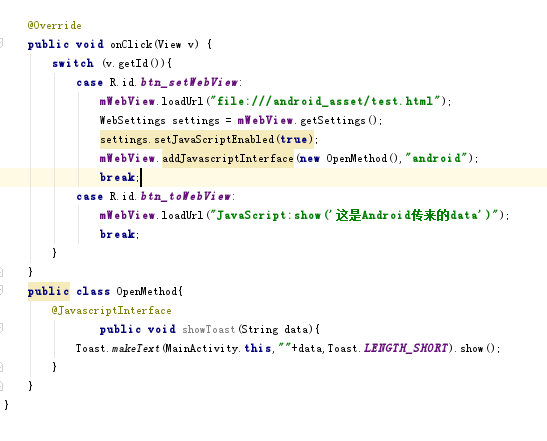 @Override
public void onClick(View v) {
switch (v.getId()){
case R.id.btn_setWebView:
mWebView.loadUrl("file:///android_asset/test.html");
WebSettings settings = mWebView.getSettings();
settings.setJavaScriptEnabled(true);
mWebView.addJavascriptInterface(new OpenMethod(),"android");
break;
case R.id.btn_toWebView:
mWebView.loadUrl("JavaScript:show('这是Android传来的data')");
break;
}
}
public class OpenMethod{
@JavascriptInterface
public void showToast(String data){
Toast.makeText(MainActivity.this,""+data,Toast.LENGTH_SHORT).show();
}
}
}